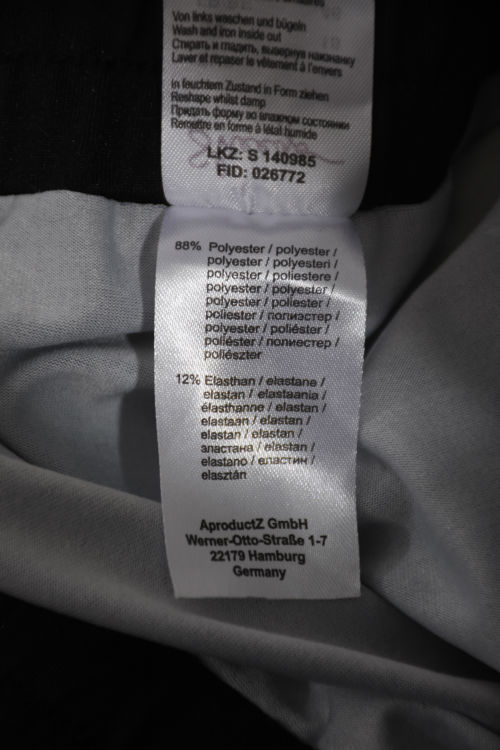 Von links waschen und bügeln
Wash and iron inside out
Стирать и гладить, вывернув наизнанку
Laver et repasser le vêtement à l'envers
In feuchtem Zustand in Form ziehen
Reshape whilst damp
Придать форму во влажном состоянии
Remettre en forme à létat humide
LKZ: S 140985
FID: 026772
88% Polyester / polyester /
polyester / polyesteri /
polyester / poliestere /
polyester / polyester /
polyester / poliester /
poliester / полиэстер /
polyester / poliéster /
poliéster / полиестер /
poliészter
12% Elasthan / elastane /
elastan / elastaania /
élasthanne / elastan /
elastaan / elastan /
elastan / elastan /
эластана / elastan /
elastano / еластин /
elasztán
AproductZ GmbH
Werner-Otto-Straße 1-7
22179 Hamburg
Germany